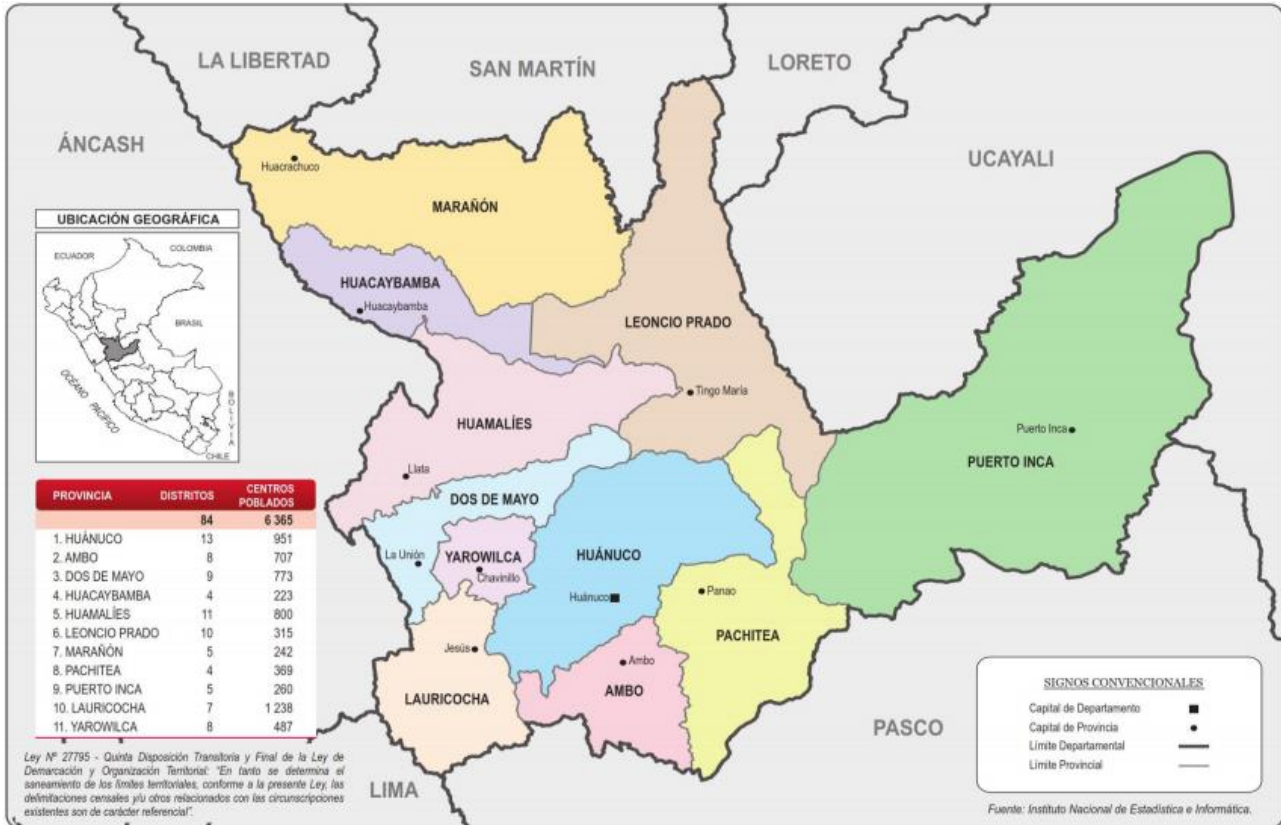 LA LIBERTAD
SAN MARTÍN
LORETO
ÁNCASH
UCAYALI
Huacrachuco
MARAÑÓN
UBICACIÓN GEOGRÁFICA
ECUADOR
COLOMBIA
BRASIL
OCÉANO PACÍFICO
BOLIVIA
CHILE
HUACAYBAMBA
Huacaybamba
LEONCIO PRADO
Tingo María
HUAMALÍES
Llata
Puerto Inca
PUERTO INCA
DOS DE MAYO
La Unión
YAROWILCA
Chavinillo
HUÁNUCO
Huánuco
Panao
PACHITEA
Jesús
LAURICOCHA
Ambo
AMBO
PASCO
LIMA
PROVINCIA DISTRITOS CENTROS POBLADOS
84 6 365
1. HUÁNUCO 13 951
2. AMBO 8 707
3. DOS DE MAYO 9 773
4. HUACAYBAMBA 4 223
5. HUAMALÍES 11 800
6. LEONCIO PRADO 10 315
7. MARAÑÓN 5 242
8. PACHITEA 4 369
9. PUERTO INCA 5 260
10. LAURICOCHA 7 1 238
11. YAROWILCA 8 487
Ley Nº 27795 - Quinta Disposición Transitoria y Final de la Ley de
Demarcación y Organización Territorial: "En tanto se determina el
saneamiento de los límites territoriales, conforme a la presente Ley, las
delimitaciones censales y/u otros relacionados con las circunscripciones
existentes son de carácter referencial".
SIGNOS CONVENCIONALES
Capital de Departamento
Capital de Provincia
Límite Departamental
Límite Provincial
Fuente: Instituto Nacional de Estadística e Informática.